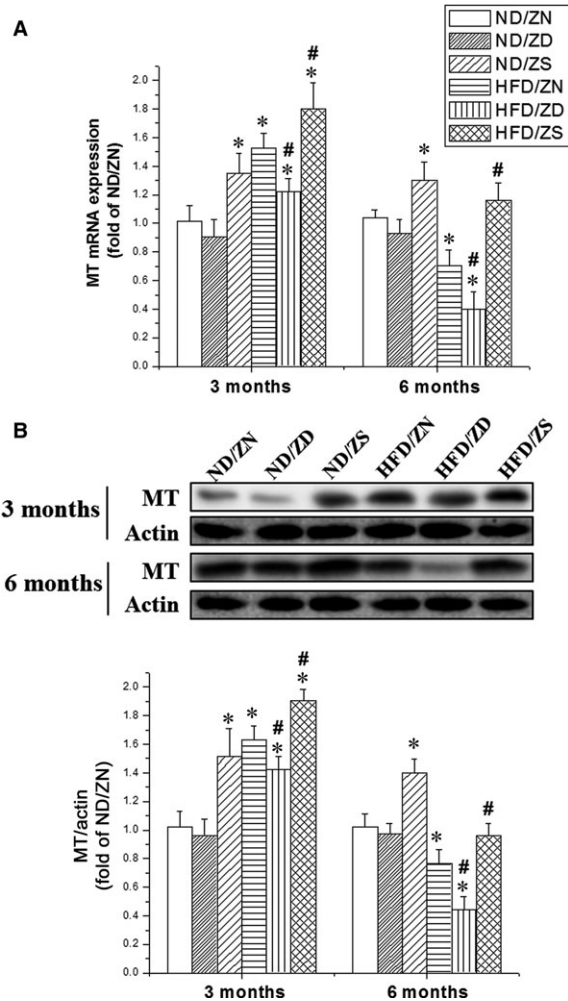 A
ND/ZN
ND/ZD
ND/ZS
HFD/ZN
HFD/ZD
HFD/ZS
MT mRNA expression
(fold of ND/ZN)
2.0
1.8
1.6
1.4
1.2
1.0
0.8
0.6
0.4
0.2
0.0
* * # * # *
* * # * #
3 months 6 months
B
ND/ZN ND/ZD ND/ZS HFD/ZN HFD/ZD HFD/ZS
3 months
MT
Actin
6 months
MT
Actin
MT/actin
(fold of ND/ZN)
2.0
1.8
1.6
1.4
1.2
1.0
0.8
0.6
0.4
0.2
0.0
* * # * # *
* * # * #
3 months 6 months